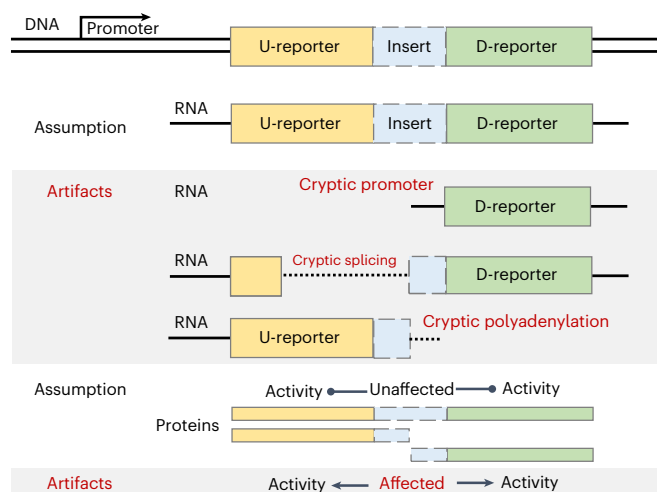 DNA Promoter
U-reporter Insert D-reporter
RNA
Assumption U-reporter Insert D-reporter
Artifacts RNA Cryptic promoter
D-reporter
RNA Cryptic splicing D-reporter
RNA U-reporter Cryptic polyadenylation
Assumption Activity Unaffected Activity
Proteins
Artifacts Activity Affected Activity